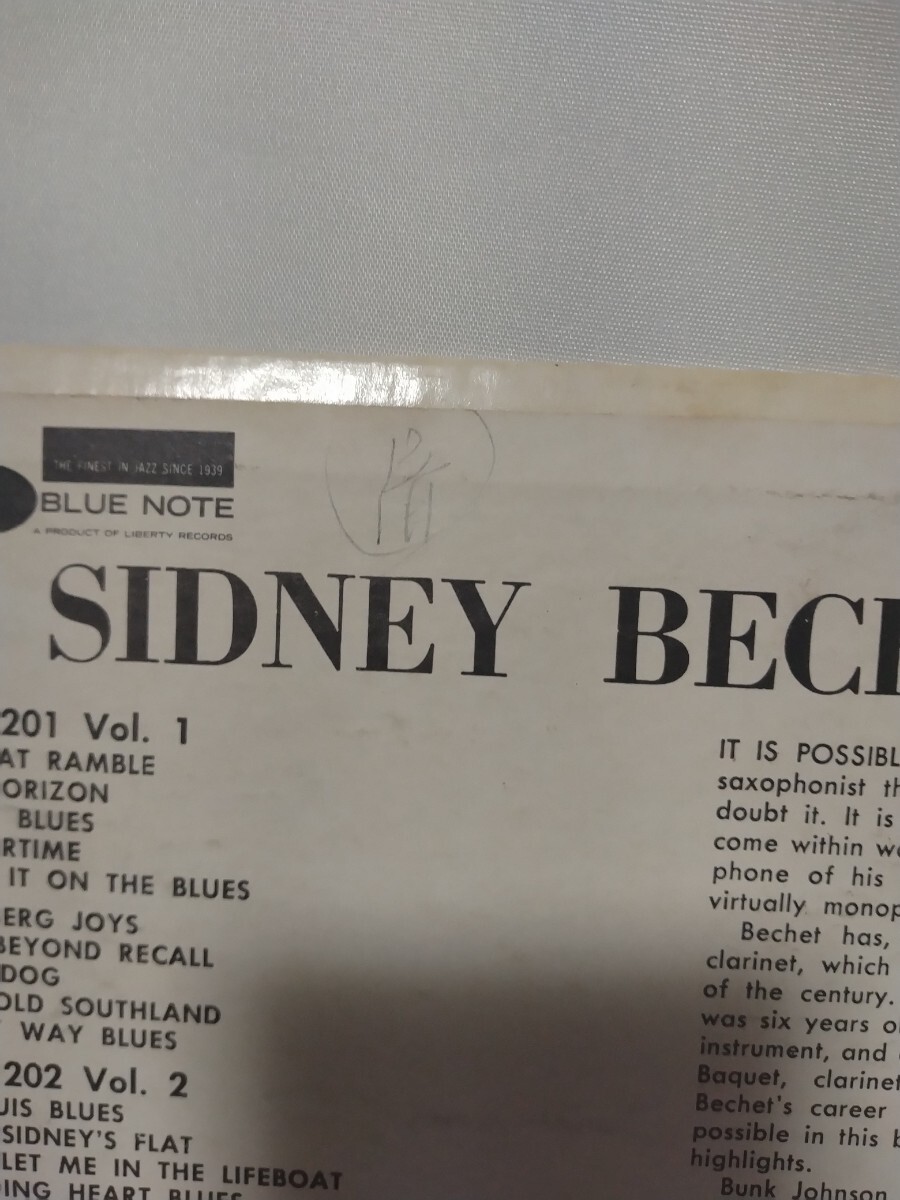 THE FINEST IN JAZZ SINCE 1939
BLUE NOTE
A PRODUCT OF LIBERTY RECORDS
SIDNEY BECH
201 Vol. 1
AT RAMBLE
ORIZON
BLUES
RTIME
IT ON THE BLUES
ERG JOYS
BEYOND RECALL
DOG
OLD SOUTHLAND
WAY BLUES
202 Vol. 2
UIS BLUES
SIDNEY'S FLAT
LET ME IN THE LIFEBOAT
ING HEART BLUES
IT IS POSSIBL
saxophonist th
doubt it. It is
come within wo
phone of his
virtually monop
Bechet has,
clarinet, which
of the century.
was six years o
instrument, and
Baquet, clarinet
Bechet's career
possible in this b
highlights.
Bunk Johnson